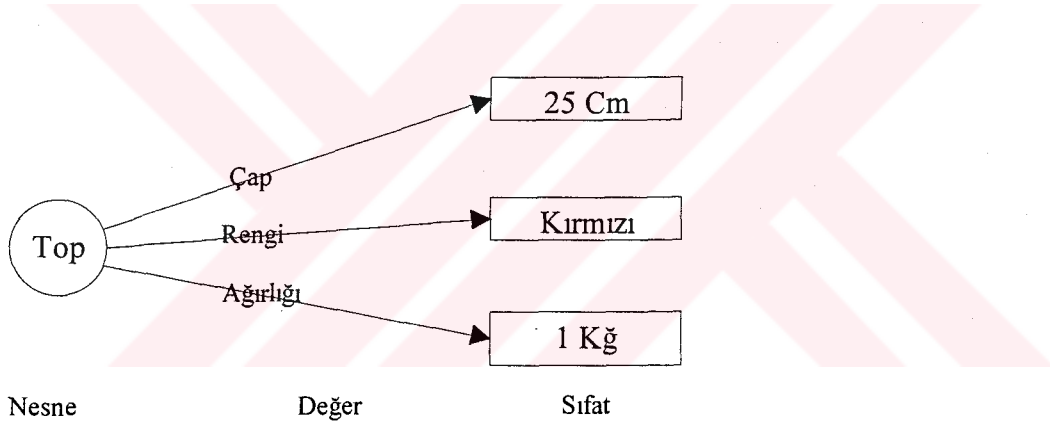 25 Cm
Çap
Top
Rengi
Kırmızı
Ağırlığı
1 Kğ
Nesne Değer Sıfat